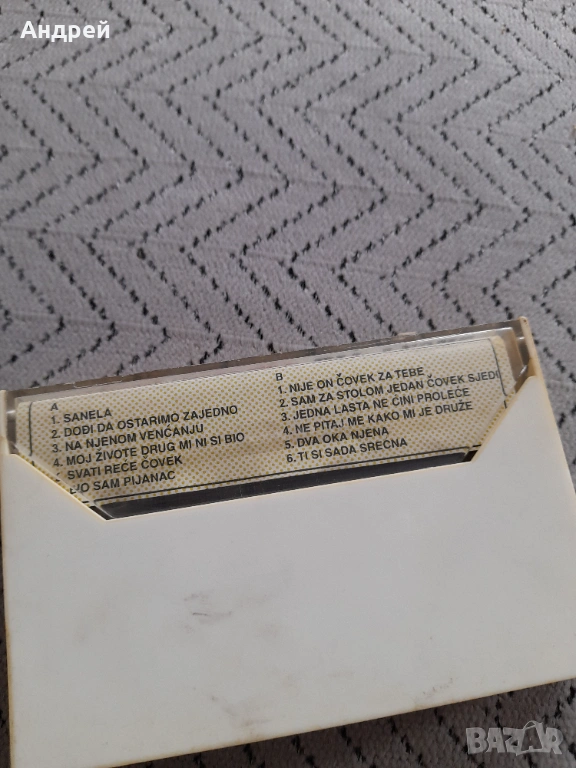 Андрей
A
1. SANELA
2. DOĐI DA OSTARIMO ZAJEDNO
3. NA NJENOM VENČANJU
4. MOJ ŽIVOTE DRUG MI NI SI BIO
SVATI REČE ČOVEK
SAM PIJANAC
B
1. NIJE ON ČOVEK ZA TEBE
2. SAM ZA STOLOM JEDAN ČOVEK SJEDI
3. JEDNA LASTA NE ČINI PROLEĆE
4. NE PITAJ ME KAKO MI JE DRUŽE
5. DVA OKA NJENA
6. TI SI SADA SREĆNA
BAZAR